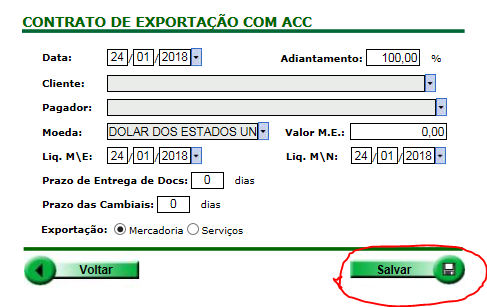 CONTRATO DE EXPORTAÇÃO COM ACC
Data: 24/01/2018 Adiantamento: 100,00 %
Cliente:
Pagador:
Moeda: DOLAR DOS ESTADOS UN Valor M.E.: 0,00
Liq. M\E: 24/01/2018 Liq. M\N: 24/01/2018
Prazo de Entrega de Docs: 0 dias
Prazo das Cambiais: 0 dias
Exportação: Mercadoria Serviços
Voltar Salvar